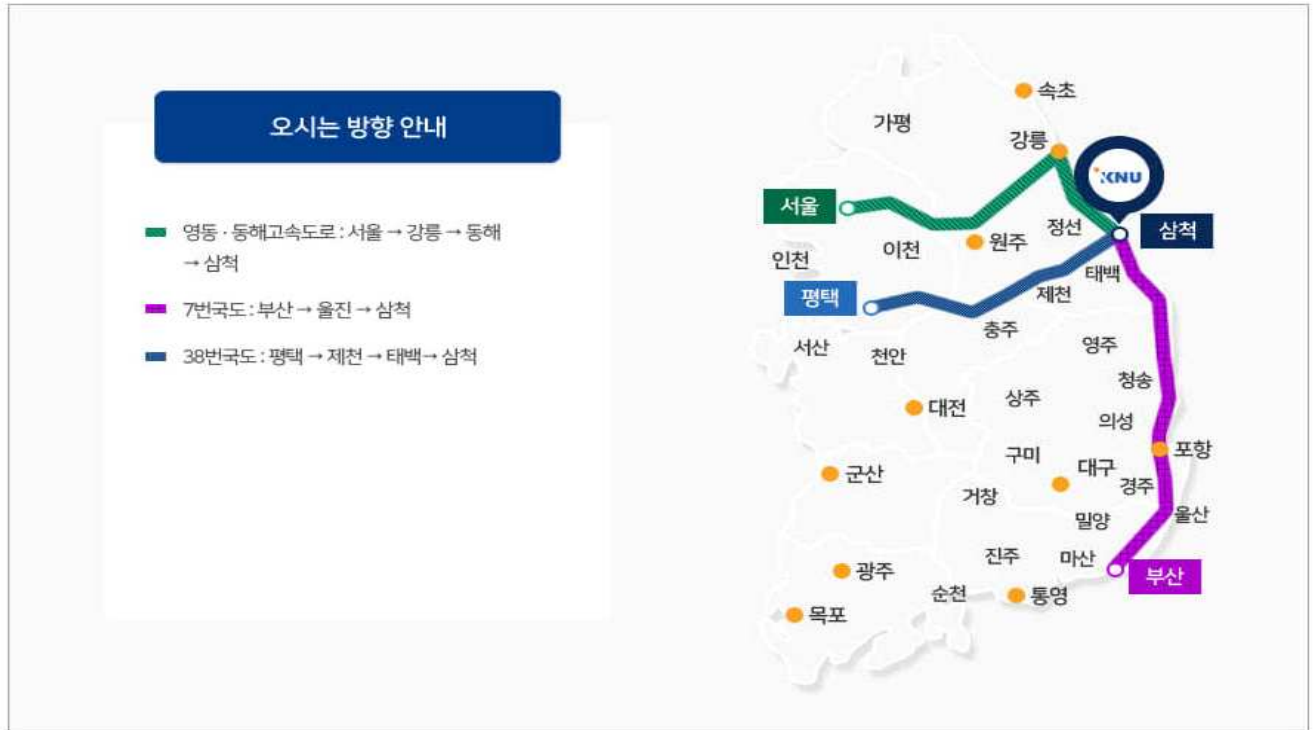 오시는 방향 안내
영동 · 동해고속도로 : 서울 → 강릉 → 동해
→ 삼척
7번국도 : 부산 → 울진 → 삼척
38번국도 : 평택 → 제천 → 태백→ 삼척
속초
가평
강릉
KNU
서울
정선
삼척
이천
원주
인천
태백
평택
제천
충주
서산
천안
영주
청송
상주
대전
의성
구미
대구
포항
군산
거창
경주
밀양
울산
진주
마산
광주
부산
순천
통영
목포